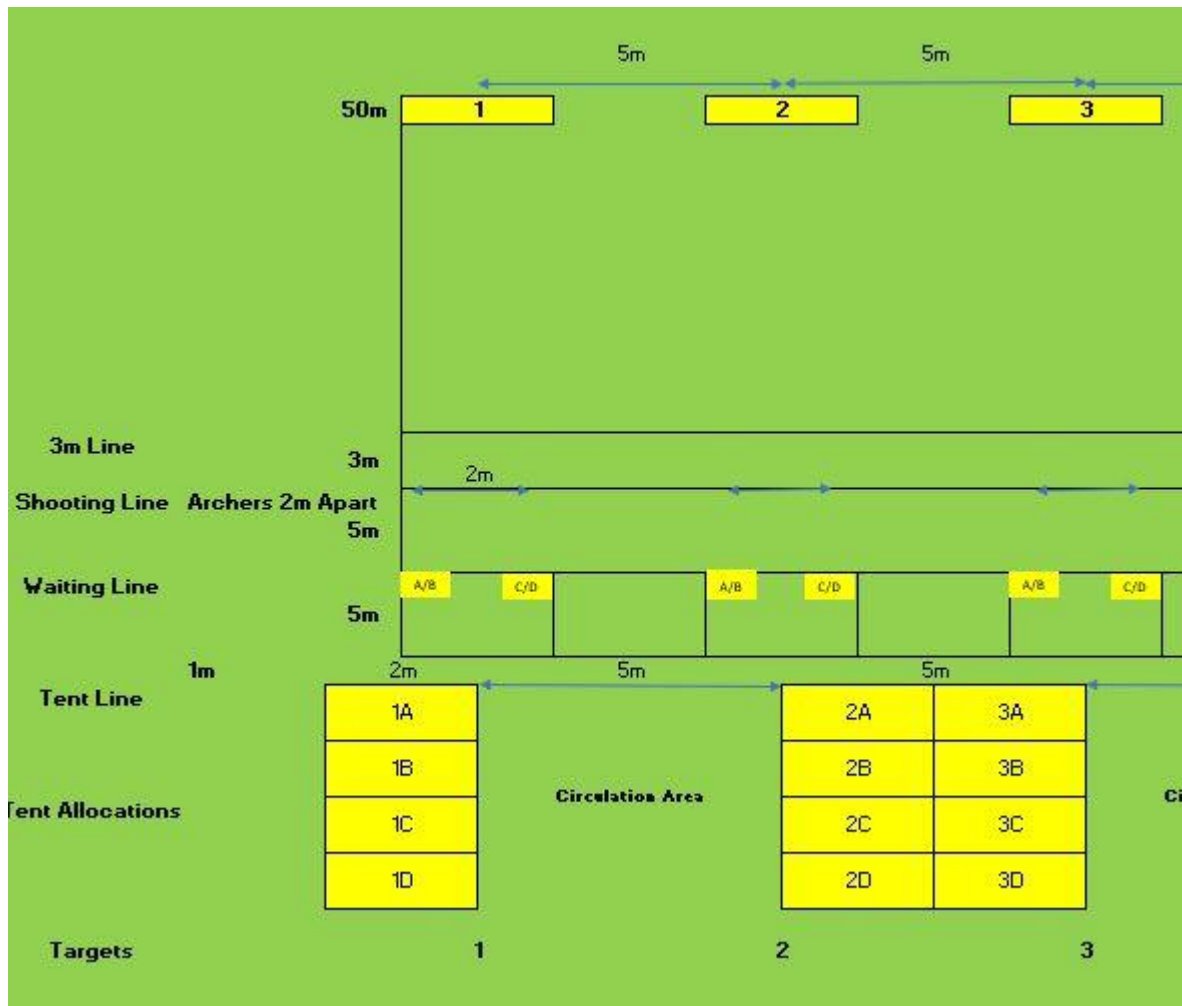 5m 5m
50m 1 2 3
3m Line
3m
2m
Shooting Line Archers 2m Apart
5m
Waiting Line A/B C/D A/B C/D A/B C/D
5m
1m 2m 5m 5m
Tent Line
1A 2A 3A
1B 2B 3B
Circulation Area
Tent Allocations
1C 2C 3C
1D 2D 3D
Targets 1 2 3